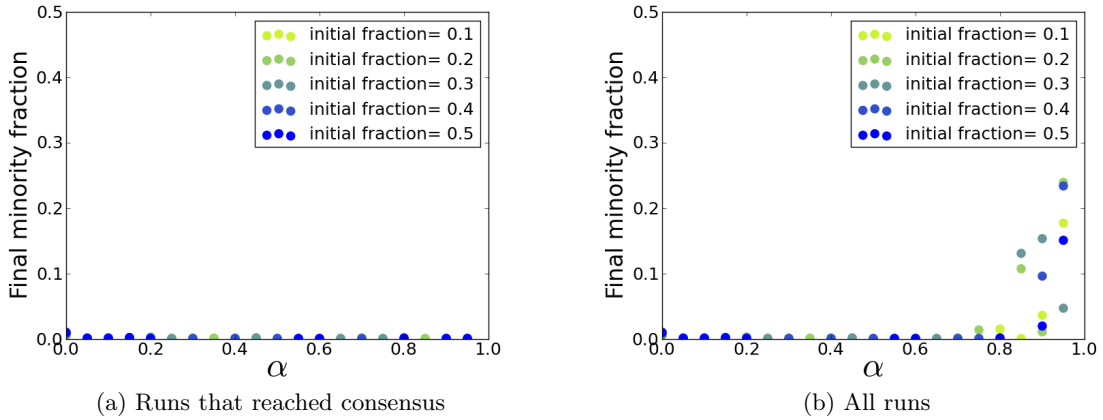 0.5
0.4
0.3
0.2
0.1
0.0
Final minority fraction
initial fraction= 0.1
initial fraction= 0.2
initial fraction= 0.3
initial fraction= 0.4
initial fraction= 0.5
0.0 0.2 0.4 0.6 0.8 1.0
α
(a) Runs that reached consensus
0.5
0.4
0.3
0.2
0.1
0.0
Final minority fraction
initial fraction= 0.1
initial fraction= 0.2
initial fraction= 0.3
initial fraction= 0.4
initial fraction= 0.5
0.0 0.2 0.4 0.6 0.8 1.0
α
(b) All runs